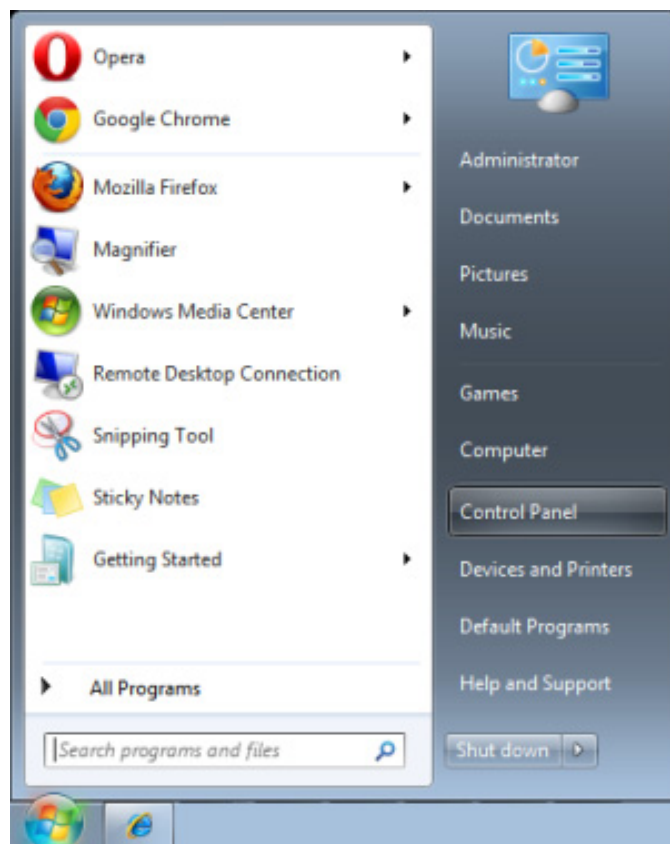 Opera
Google Chrome
Mozilla Firefox
Magnifier
Windows Media Center
Remote Desktop Connection
Snipping Tool
Sticky Notes
Getting Started
All Programs
Search programs and files
Administrator
Documents
Pictures
Music
Games
Computer
Control Panel
Devices and Printers
Default Programs
Help and Support
Shut down